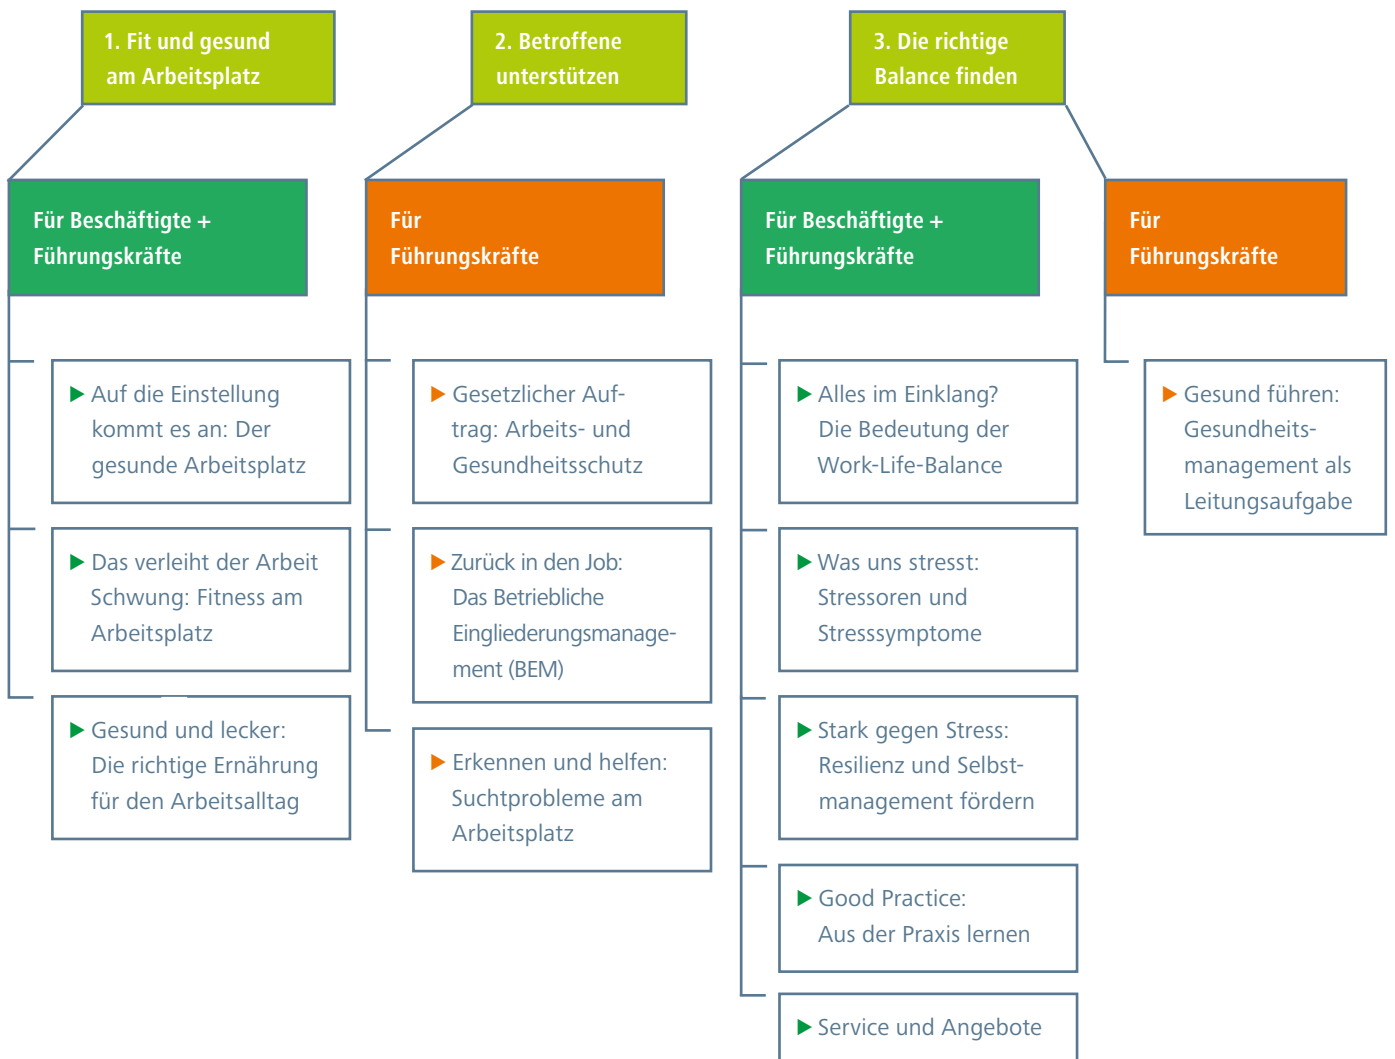 1. Fit und gesund
am Arbeitsplatz
2. Betroffene
unterstützen
3. Die richtige
Balance finden
Für Beschäftigte +
Führungskräfte
Für
Führungskräfte
Für Beschäftigte +
Führungskräfte
Für
Führungskräfte
Auf die Einstellung
kommt es an: Der
gesunde Arbeitsplatz
Das verleiht der Arbeit
Schwung: Fitness am
Arbeitsplatz
Gesund und lecker:
Die richtige Ernährung
für den Arbeitsalltag
Gesetzlicher Auf-
trag: Arbeits- und
Gesundheitsschutz
Zurück in den Job:
Das Betriebliche
Eingliederungsmanage-
ment (BEM)
Erkennen und helfen:
Suchtprobleme am
Arbeitsplatz
Alles im Einklang?
Die Bedeutung der
Work-Life-Balance
Was uns stresst:
Stressoren und
Stresssymptome
Stark gegen Stress:
Resilienz und Selbst-
management fördern
Good Practice:
Aus der Praxis lernen
Service und Angebote
Gesund führen:
Gesundheits-
management als
Leitungsaufgabe